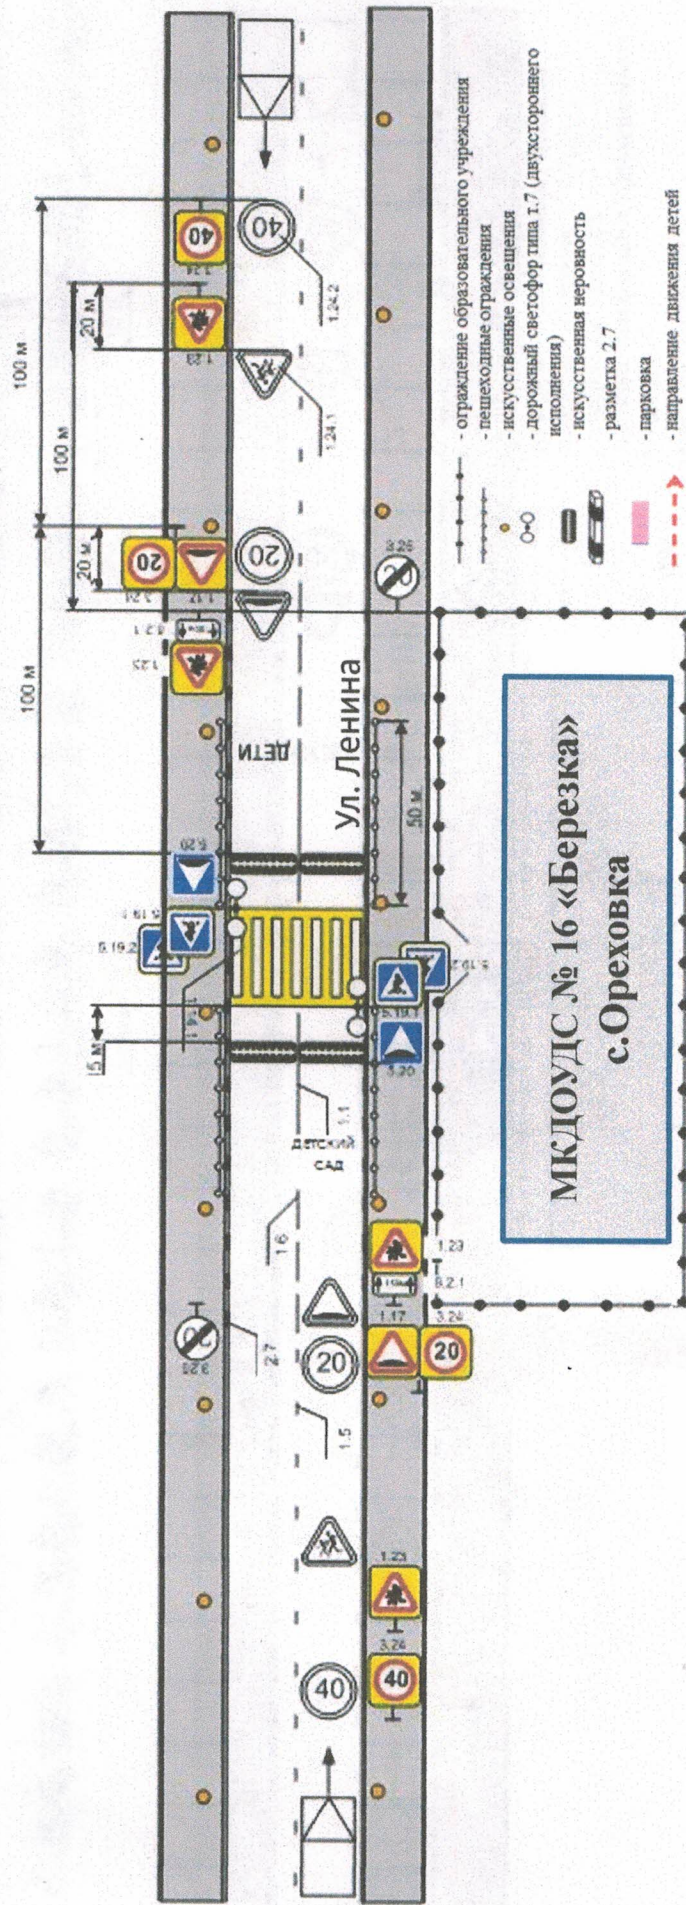 100 м
100 м
100 м
20 м
20 м
40
3.24
1.23
20
3.24
1.17
8.2.1
1.23
40
1.24.2
1.24.1
20
3.25
ДЕТИ
Ул. Ленина
50 м
5.20
5.19.1
5.19.2
1.14.1
5 м
5.19.2
5.19.1
5.20
1.1
ДЕТСКИЙ
САД
1.6
2.7
1.5
20
3.25
20
1.23
8.2.1
1.17
3.24
20
1.23
3.24
40
40
МКДОУДС № 16 «Березка»
с.Ореховка
- ограждение образовательного учреждения
- пешеходные ограждения
- искусственные освещения
- дорожный светофор типа т.7 (двухстороннего
исполнения)
- искусственная неровность
- разметка 2.7
- парковка
- направление движения детей